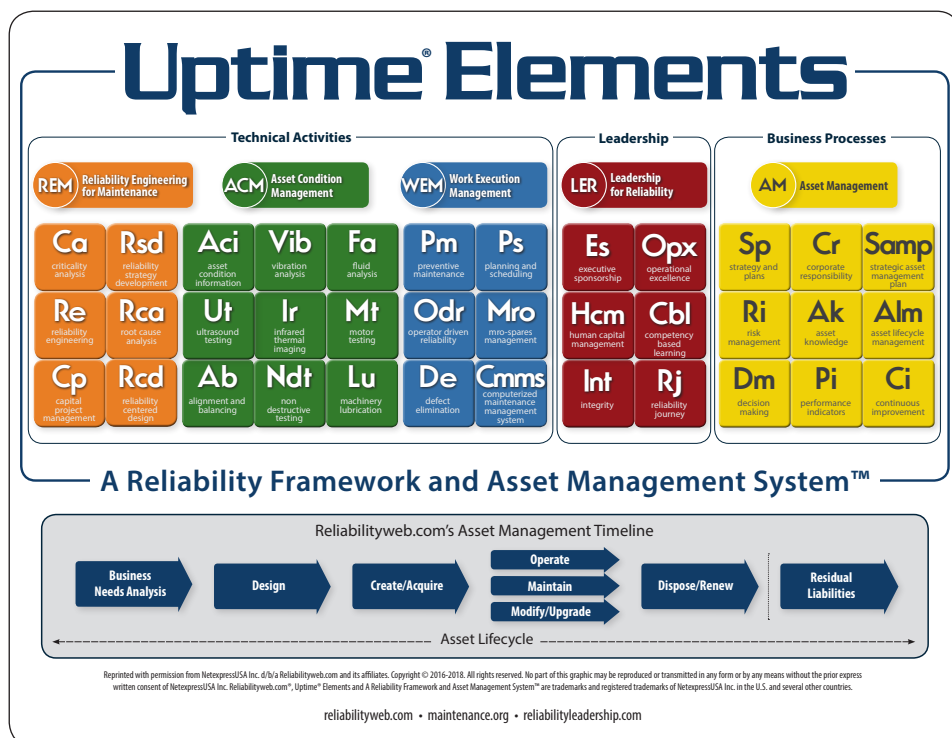 Uptime® Elements
Technical Activities
Leadership
Business Processes
REM
Reliability Engineering
for Maintenance
ACM
Asset Condition
Management
WEM
Work Execution
Management
LER
Leadership
for Reliability
AM
Asset Management
Ca
criticality
analysis
Rsd
reliability
strategy
development
Re
reliability
engineering
Rca
root cause
analysis
Cp
capital
project
management
Rcd
reliability
centered
design
Aci
asset
condition
information
Vib
vibration
analysis
Fa
fluid
analysis
Ut
ultrasound
testing
Ir
infrared
thermal
imaging
Mt
motor
testing
Ab
alignment and
balancing
Ndt
non
destructive
testing
Lu
machinery
lubrication
Pm
preventive
maintenance
Ps
planning and
scheduling
Odr
operator driven
reliability
Mro
mro-spares
management
De
defect
elimination
Cmms
computerized
maintenance
management
system
Es
executive
sponsorship
Opx
operational
excellence
Hcm
human capital
management
Cbl
competency
based
learning
Int
integrity
Rj
reliability
journey
Sp
strategy and
plans
Cr
corporate
responsibility
Samp
strategic asset
management
plan
Ri
risk
management
Ak
asset
knowledge
Alm
asset lifecycle
management
Dm
decision
making
Pi
performance
indicators
Ci
continuous
improvement
A Reliability Framework and Asset Management System™
Reliabilityweb.com's Asset Management Timeline
Business
Needs Analysis
Design
Create/Acquire
Operate
Maintain
Modify/Upgrade
Dispose/Renew
Residual
Liabilities
Asset Lifecycle
Reprinted with permission from NetexpressUSA Inc. d/b/a Reliabilityweb.com and its affiliates. Copyright © 2016-2018. All rights reserved. No part of this graphic may be reproduced or transmitted in any form or by any means without the prior express
written consent of NetexpressUSA Inc. Reliabilityweb.com®, Uptime® Elements and A Reliability Framework and Asset Management System™ are trademarks and registered trademarks of NetexpressUSA Inc. in the U.S. and several other countries.
reliabilityweb.com • maintenance.org • reliabilityleadership.com